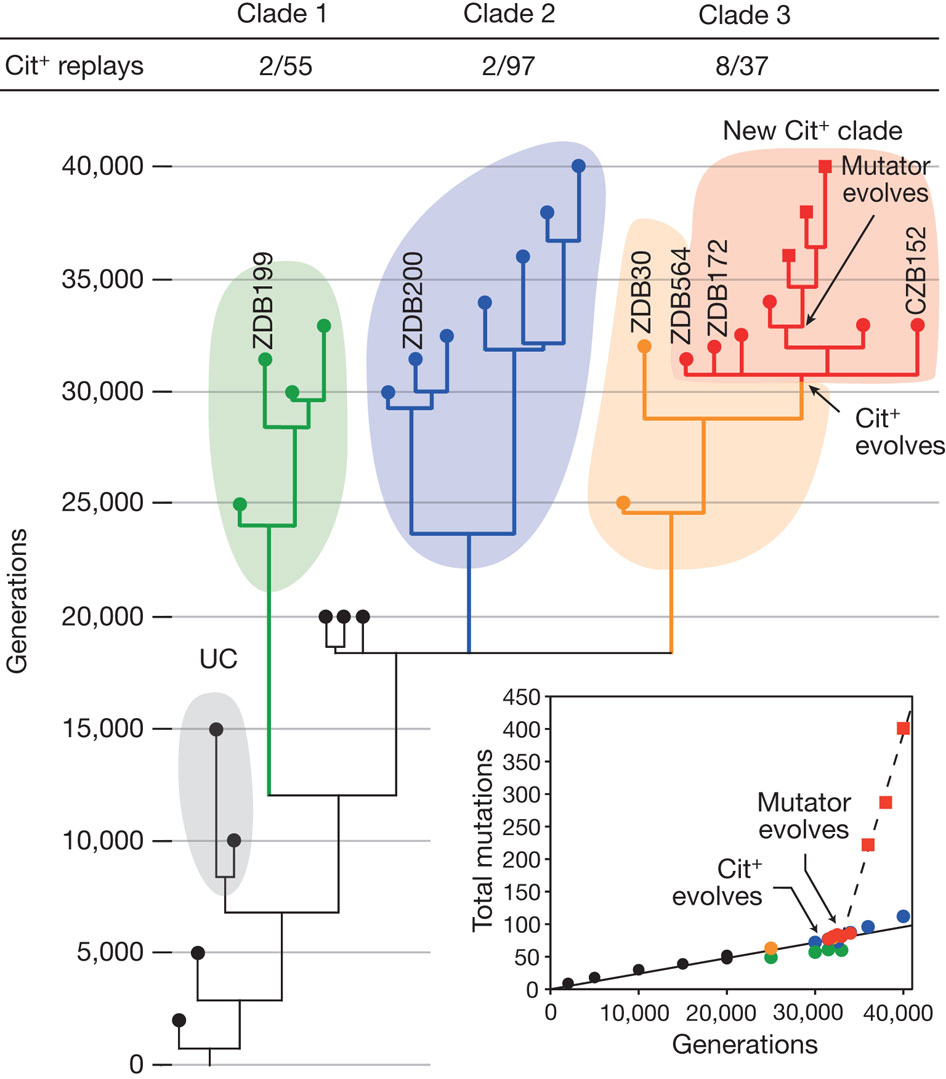 Clade 1 Clade 2 Clade 3
Cit⁺ replays 2/55 2/97 8/37
New Cit⁺ clade
40,000
Mutator
evolves
35,000
ZDB199
ZDB200
ZDB30
ZDB564
ZDB172
CZB152
30,000
Cit⁺
evolves
25,000
Generations
20,000
UC
15,000
10,000
5,000
0
450
400
350
300
250
200
150
100
50
0
Total mutations
Mutator
evolves
Cit⁺
evolves
0 10,000 20,000 30,000 40,000
Generations